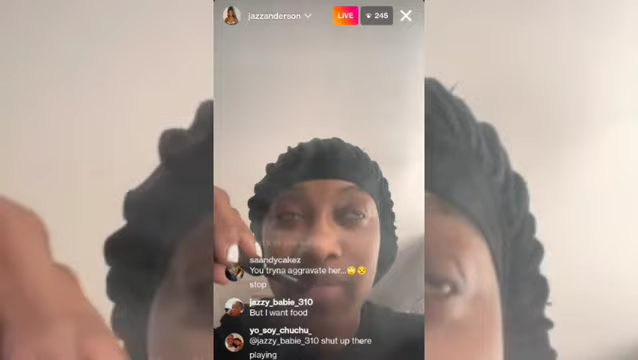 jazzanderson
LIVE
245
saandycakez
You tryna aggravate her...🙄😒
stop
jazzy_babie_310
But I want food
yo_soy_chuchu_
@jazzy_babie_310 shut up there
playing